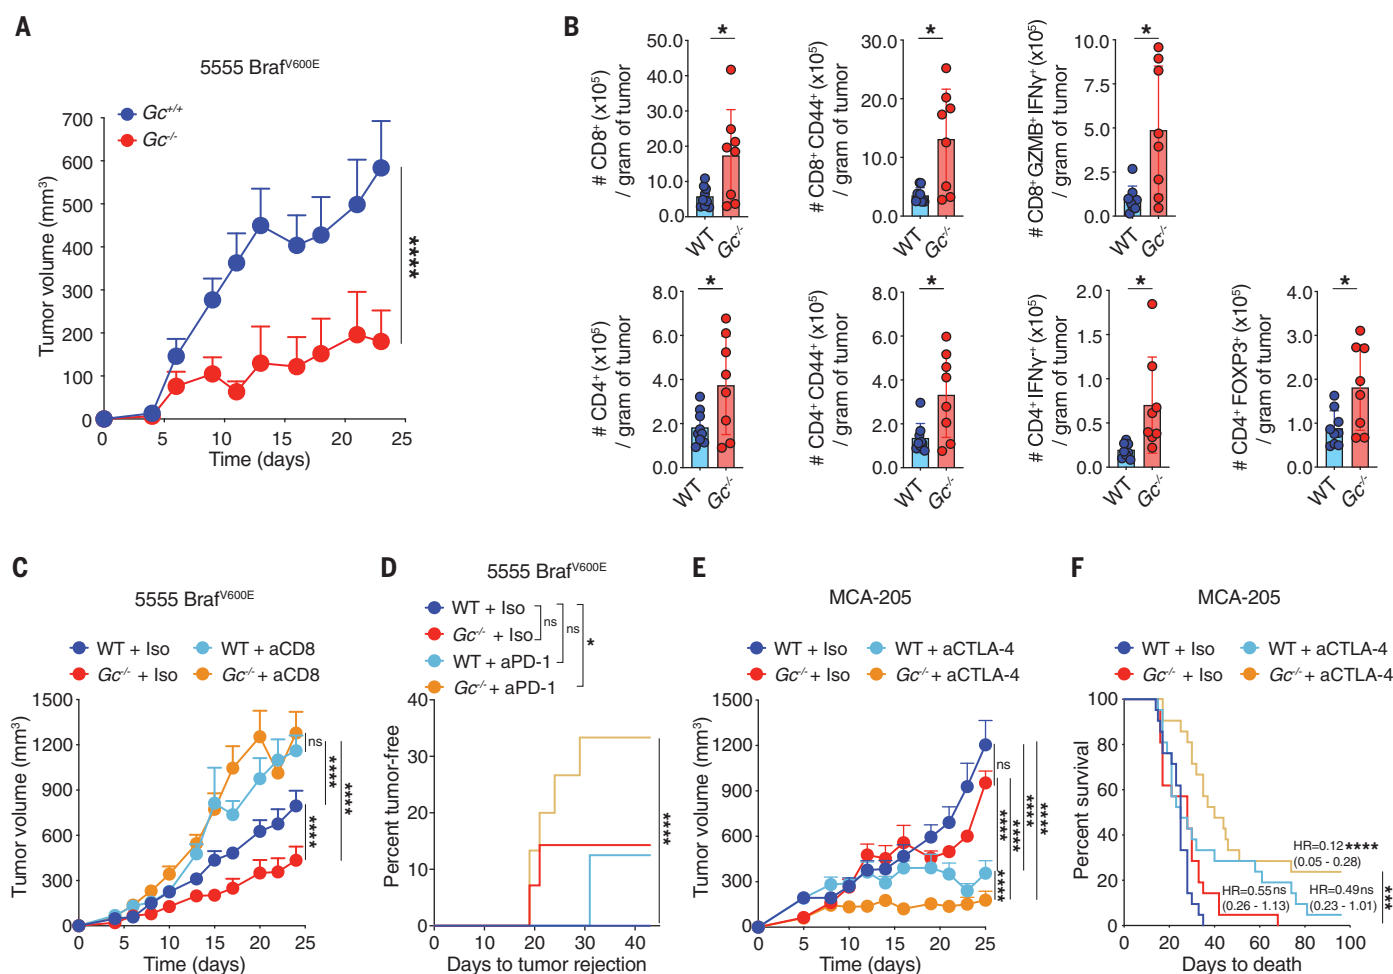 A
5555 Braf^V600E
Gc+/+
Gc-/-
Tumor volume (mm3)
700
600
500
400
300
200
100
0
0
5
10
15
20
25
Time (days)
****
B
# CD8+ (x10^5)
/ gram of tumor
50.0
40.0
30.0
20.0
10.0
0.0
*
WT
Gc-/-
# CD8+ CD44+ (x10^5)
/ gram of tumor
30.0
20.0
10.0
0.0
*
WT
Gc-/-
# CD8+ GZMB+ IFNγ+ (x10^5)
/ gram of tumor
10.0
7.5
5.0
2.5
0.0
*
WT
Gc-/-
# CD4+ (x10^5)
/ gram of tumor
8.0
6.0
4.0
2.0
0.0
*
WT
Gc-/-
# CD4+ CD44+ (x10^5)
/ gram of tumor
8.0
6.0
4.0
2.0
0.0
*
WT
Gc-/-
# CD4+ IFNγ+ (x10^5)
/ gram of tumor
2.0
1.5
1.0
0.5
0.0
*
WT
Gc-/-
# CD4+ FOXP3+ (x10^5)
/ gram of tumor
4.0
3.0
2.0
1.0
0.0
*
WT
Gc-/-
C
5555 Braf^V600E
WT + Iso
WT + aCD8
Gc-/- + Iso
Gc-/- + aCD8
Tumor volume (mm3)
1500
1200
900
600
300
0
0
5
10
15
20
25
Time (days)
ns
****
****
****
D
5555 Braf^V600E
WT + Iso
Gc-/- + Iso
WT + aPD-1
Gc-/- + aPD-1
ns
ns
*
Percent tumor-free
40
30
20
10
0
0
10
20
30
40
Days to tumor rejection
****
E
MCA-205
WT + Iso
WT + aCTLA-4
Gc-/- + Iso
Gc-/- + aCTLA-4
Tumor volume (mm3)
1500
1200
900
600
300
0
0
5
10
15
20
25
Time (days)
ns
****
****
****
****
****
F
MCA-205
WT + Iso
WT + aCTLA-4
Gc-/- + Iso
Gc-/- + aCTLA-4
Percent survival
100
80
60
40
20
0
0
20
40
60
80
100
Days to death
HR=0.12****
(0.05 - 0.28)
HR=0.55ns
(0.26 - 1.13)
HR=0.49ns
(0.23 - 1.01)
***